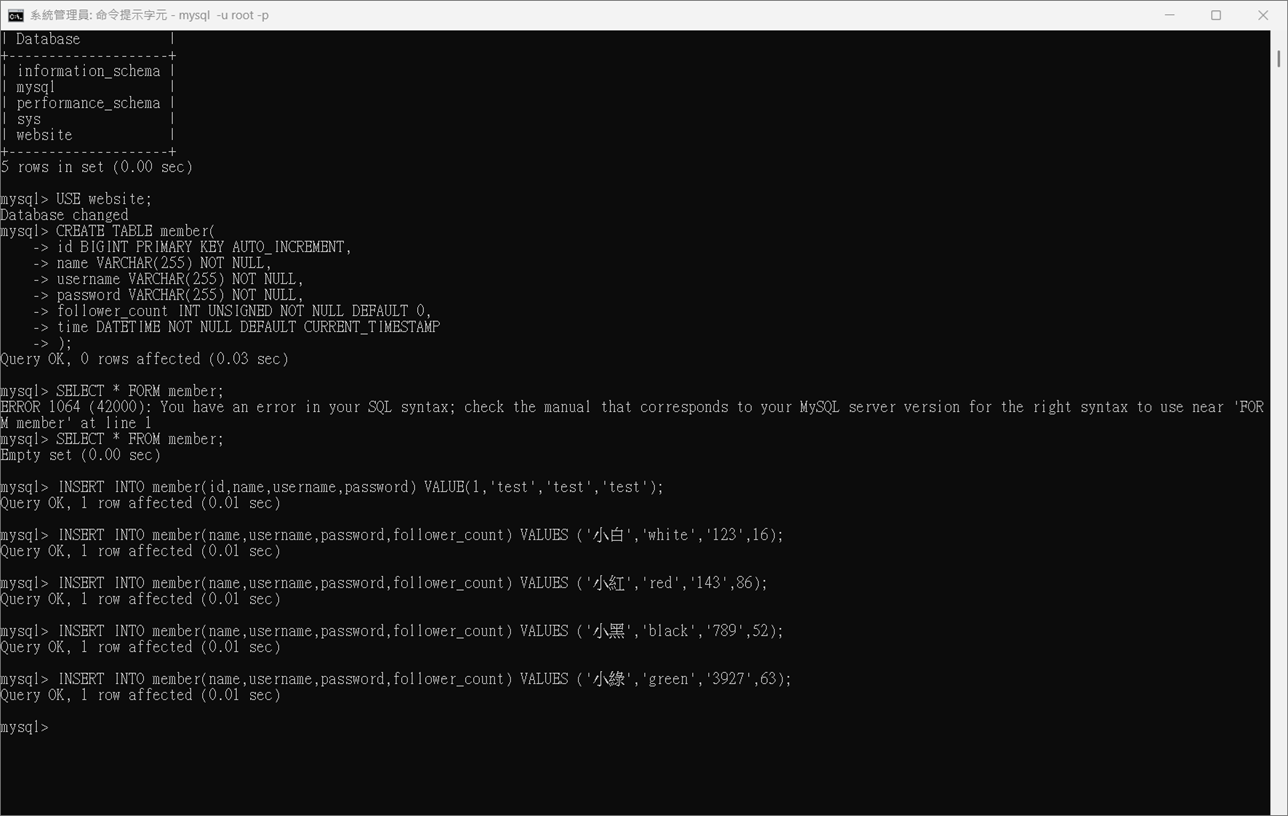 系統管理員: 命令提示字元 - mysql  -u root -p
| Database           |
+--------------------+
| information_schema |
| mysql              |
| performance_schema |
| sys                |
| website            |
+--------------------+
5 rows in set (0.00 sec)
mysql> USE website;
Database changed
mysql> CREATE TABLE member(
    -> id BIGINT PRIMARY KEY AUTO_INCREMENT,
    -> name VARCHAR(255) NOT NULL,
    -> username VARCHAR(255) NOT NULL,
    -> password VARCHAR(255) NOT NULL,
    -> follower_count INT UNSIGNED NOT NULL DEFAULT 0,
    -> time DATETIME NOT NULL DEFAULT CURRENT_TIMESTAMP
    -> );
Query OK, 0 rows affected (0.03 sec)
mysql> SELECT * FORM member;
ERROR 1064 (42000): You have an error in your SQL syntax; check the manual that corresponds to your MySQL server version for the right syntax to use near 'FOR
M member' at line 1
mysql> SELECT * FROM member;
Empty set (0.00 sec)
mysql> INSERT INTO member(id,name,username,password) VALUE(1,'test','test','test');
Query OK, 1 row affected (0.01 sec)
mysql> INSERT INTO member(name,username,password,follower_count) VALUES ('小白','white','123',16);
Query OK, 1 row affected (0.01 sec)
mysql> INSERT INTO member(name,username,password,follower_count) VALUES ('小紅','red','143',86);
Query OK, 1 row affected (0.01 sec)
mysql> INSERT INTO member(name,username,password,follower_count) VALUES ('小黑','black','789',52);
Query OK, 1 row affected (0.01 sec)
mysql> INSERT INTO member(name,username,password,follower_count) VALUES ('小綠','green','3927',63);
Query OK, 1 row affected (0.01 sec)
mysql>